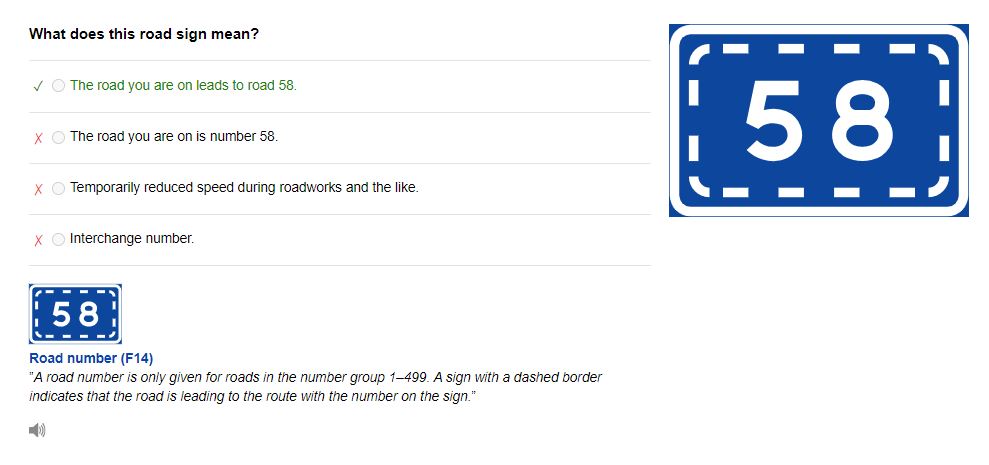 What does this road sign mean?
58
The road you are on leads to road 58.
The road you are on is number 58.
Temporarily reduced speed during roadworks and the like.
Interchange number.
58
Road number (F14)
"A road number is only given for roads in the number group 1–499. A sign with a dashed border
indicates that the road is leading to the route with the number on the sign."